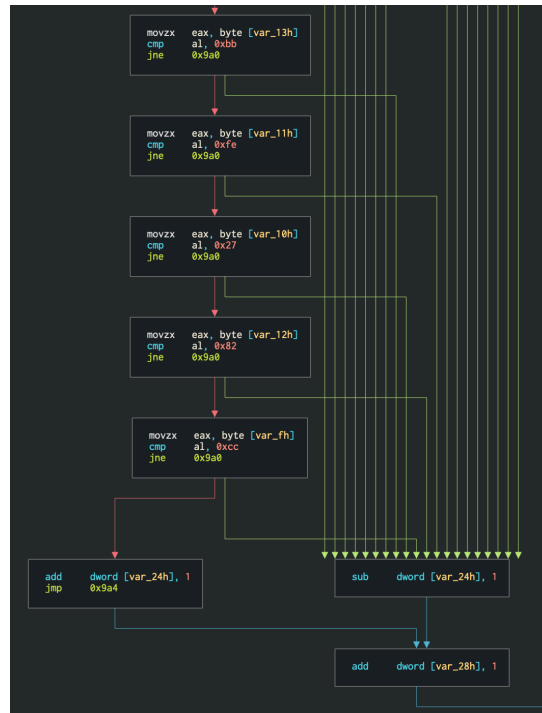 movzx eax, byte [var_13h]
cmp al, 0xbb
jne 0x9a0
movzx eax, byte [var_11h]
cmp al, 0xfe
jne 0x9a0
movzx eax, byte [var_10h]
cmp al, 0x27
jne 0x9a0
movzx eax, byte [var_12h]
cmp al, 0x82
jne 0x9a0
movzx eax, byte [var_fh]
cmp al, 0xcc
jne 0x9a0
add dword [var_24h], 1
jmp 0x9a4
sub dword [var_24h], 1
add dword [var_28h], 1